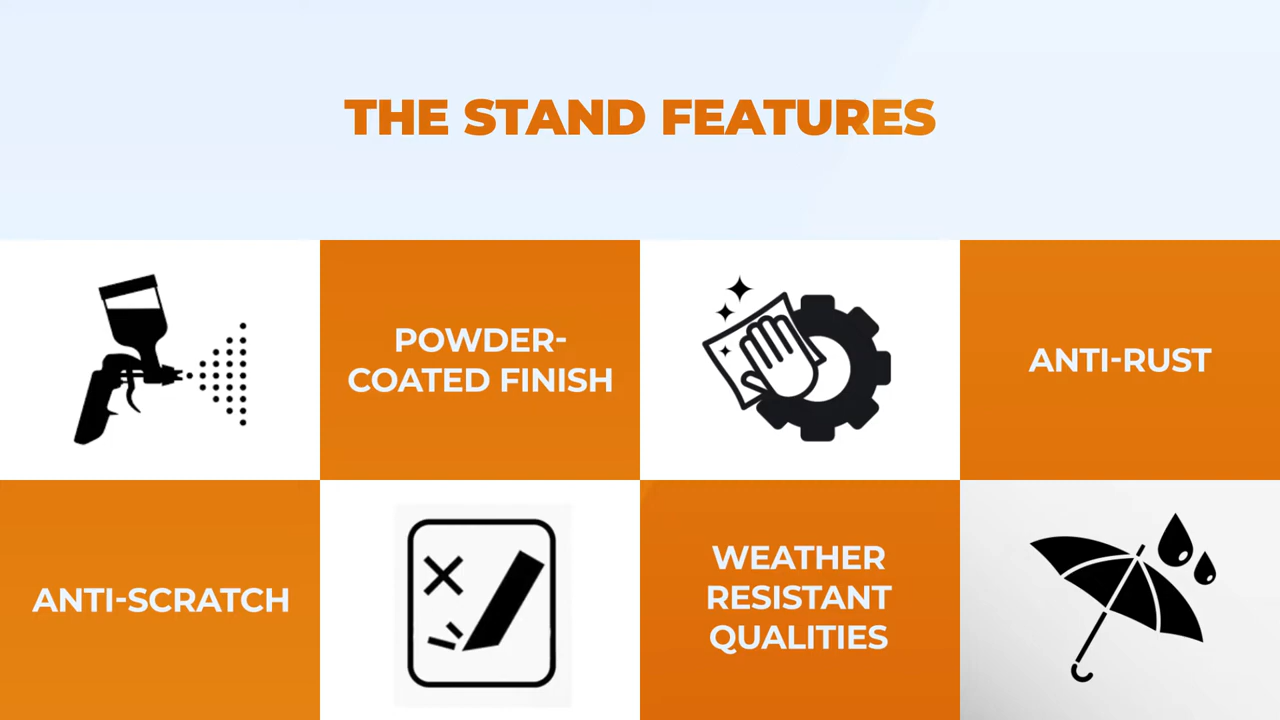 THE STAND FEATURES
POWDER-
COATED FINISH
ANTI-RUST
ANTI-SCRATCH
WEATHER
RESISTANT
QUALITIES